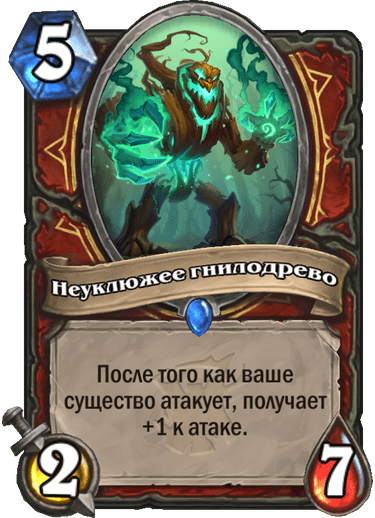 5
Неуклюжее гнилодрево
После того как ваше
существо атакует, получает
+1 к атаке.
2
7